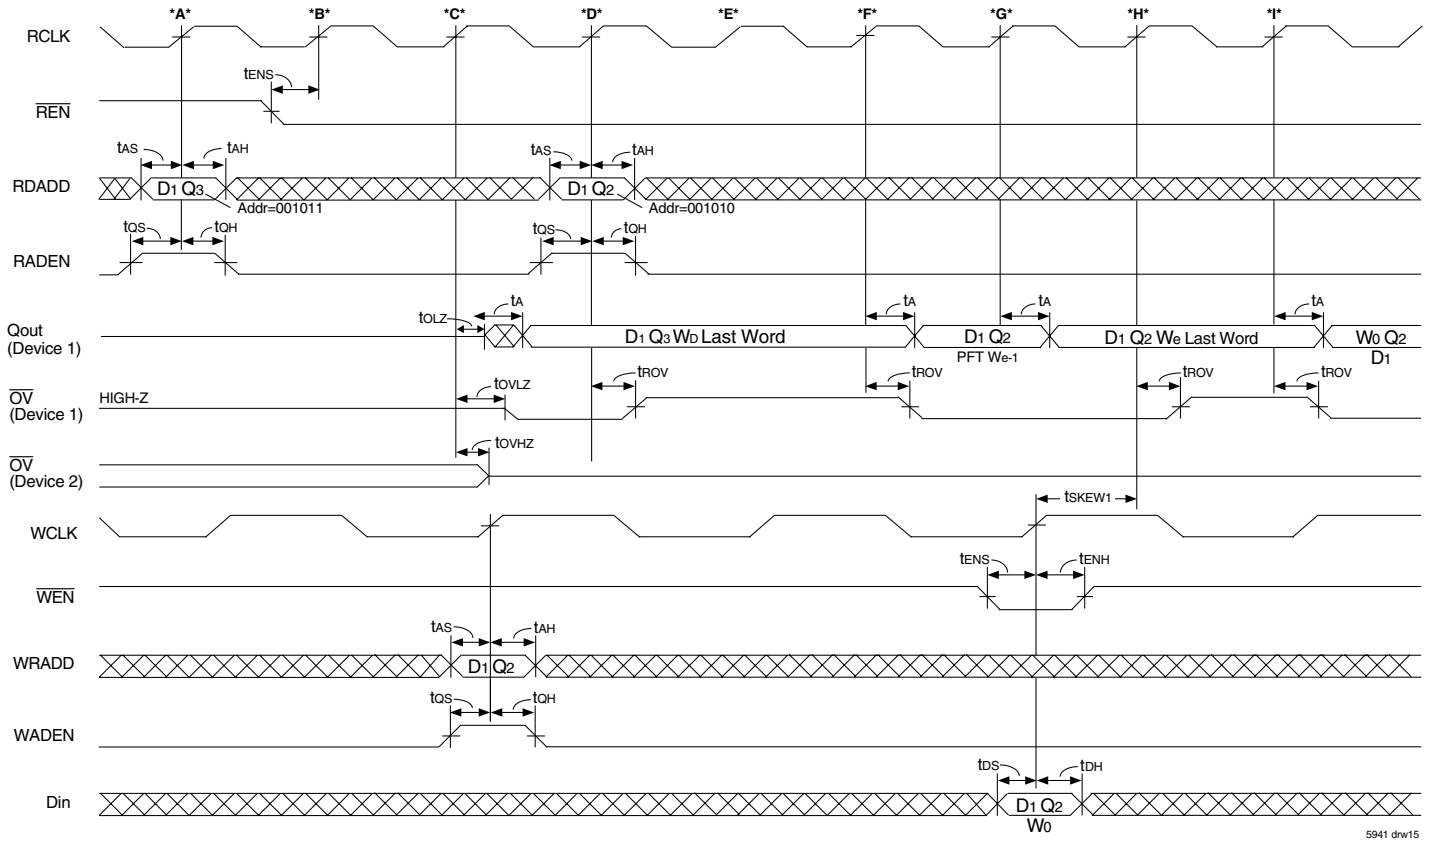 *A* *B* *C* *D* *E* *F* *G* *H* *I*
RCLK
tENS
REN
tAS tAH tAS tAH
RDADD D1 Q3 D1 Q2
Addr=001011 Addr=001010
tQS tQH tQS tQH
RADEN
tOLZ tA tA tA tA
Qout
(Device 1)
D1 Q3 WD Last Word D1 Q2 D1 Q2 We Last Word W0 Q2
PFT We-1 D1
tOVLZ tROV tROV tROV tROV
OV
(Device 1)
HIGH-Z
tOVHZ
OV
(Device 2)
tSKEW1
WCLK
tENS tENH
WEN
tAS tAH
WRADD D1 Q2
tQS tQH
WADEN
tDS tDH
Din D1 Q2
W0
5941 drw15